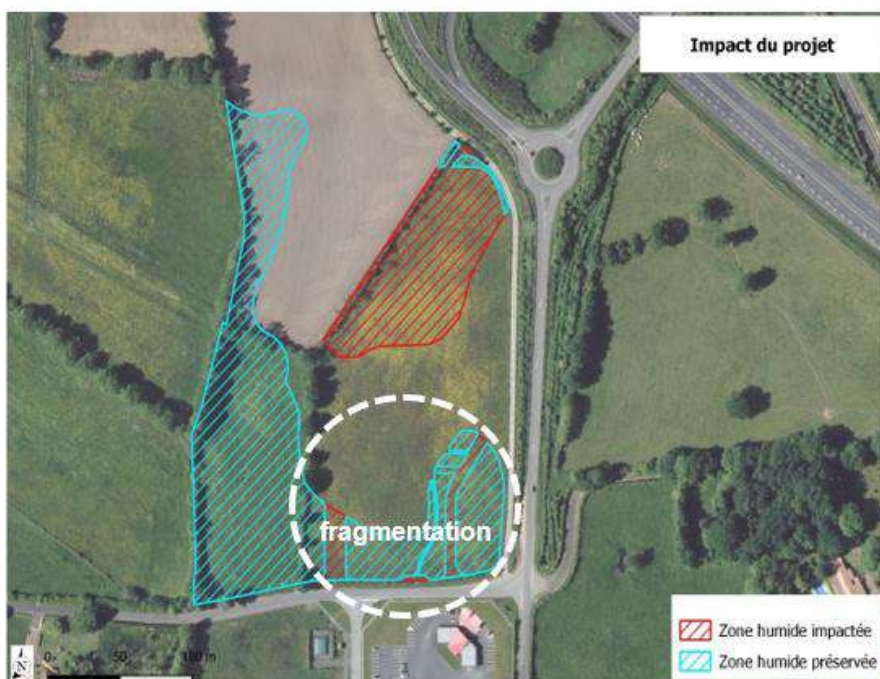 Impact du projet
fragmentation
Zone humide impactée
Zone humide préservée
N
0 50 100 m